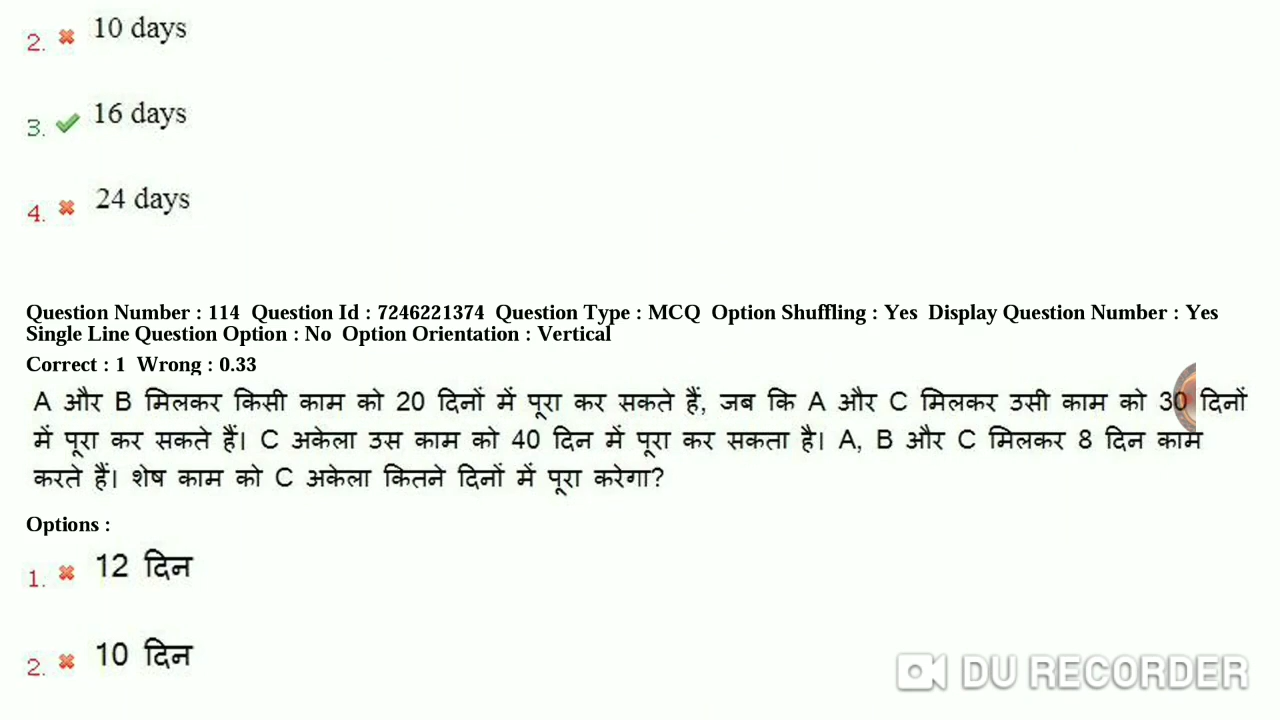 2. 10 days
3. 16 days
4. 24 days
Question Number : 114 Question Id : 7246221374 Question Type : MCQ Option Shuffling : Yes Display Question Number : Yes
Single Line Question Option : No Option Orientation : Vertical
Correct : 1 Wrong : 0.33
A और B मिलकर किसी काम को 20 दिनों में पूरा कर सकते हैं, जब कि A और C मिलकर उसी काम को 30 दिनों
में पूरा कर सकते हैं। C अकेला उस काम को 40 दिन में पूरा कर सकता है। A, B और C मिलकर 8 दिन काम
करते हैं। शेष काम को C अकेला कितने दिनों में पूरा करेगा?
Options :
1. 12 दिन
2. 10 दिन
DU RECORDER